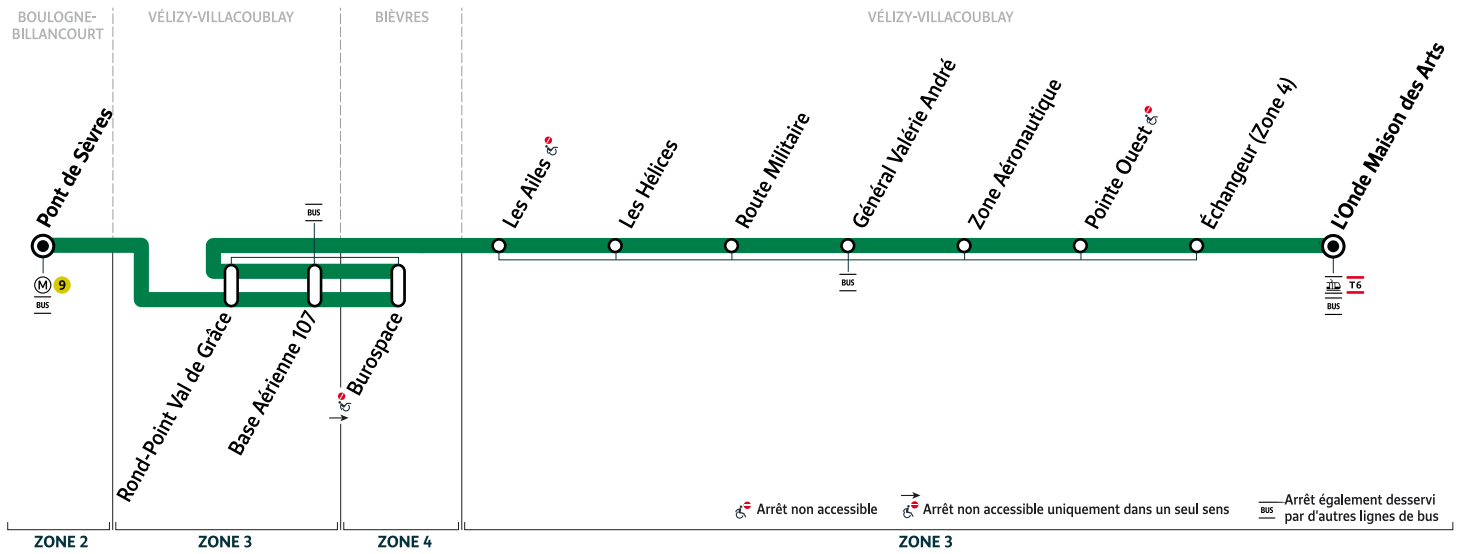 BOULOGNE-
BILLANCOURT
VÉLIZY-VILLACOUBLAY
BIÈVRES
VÉLIZY-VILLACOUBLAY
Pont de Sèvres
M 9
BUS
BUS
Rond-Point Val de Grâce
Base Aérienne 107
Burospace
Les Ailes
Les Hélices
Route Militaire
Général Valérie André
BUS
Zone Aéronautique
Pointe Ouest
Échangeur (Zone 4)
L'Onde Maison des Arts
T6
BUS
Arrêt non accessible
Arrêt non accessible uniquement dans un seul sens
BUS
Arrêt également desservi
par d'autres lignes de bus
ZONE 2
ZONE 3
ZONE 4
ZONE 3